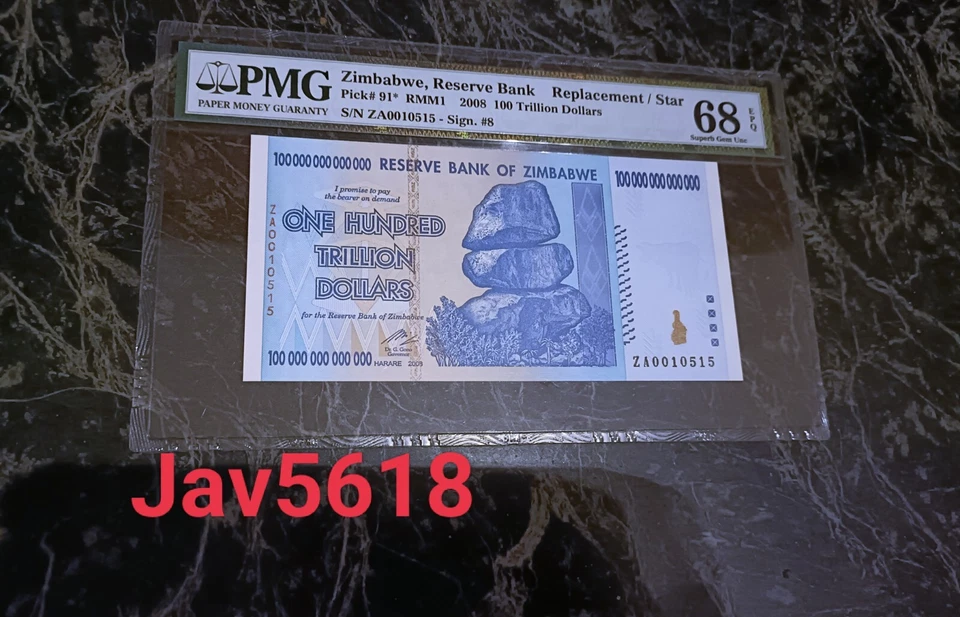 PMG
PAPER MONEY GUARANTY
Zimbabwe, Reserve Bank Replacement / Star
Pick# 91* RMM1 2008 100 Trillion Dollars
S/N ZA0010515 - Sign. #8
68
EPQ
Superb Gem Unc
100 000 000 000 000 RESERVE BANK OF ZIMBABWE
100 000 000 000 000
I promise to pay
the bearer on demand
ONE HUNDRED
TRILLION
DOLLARS
ZA0010515
for the Reserve Bank of Zimbabwe
Dr G. Gono
Governor
100 000 000 000 000 HARARE 2008
ZA0010515
Jav5618